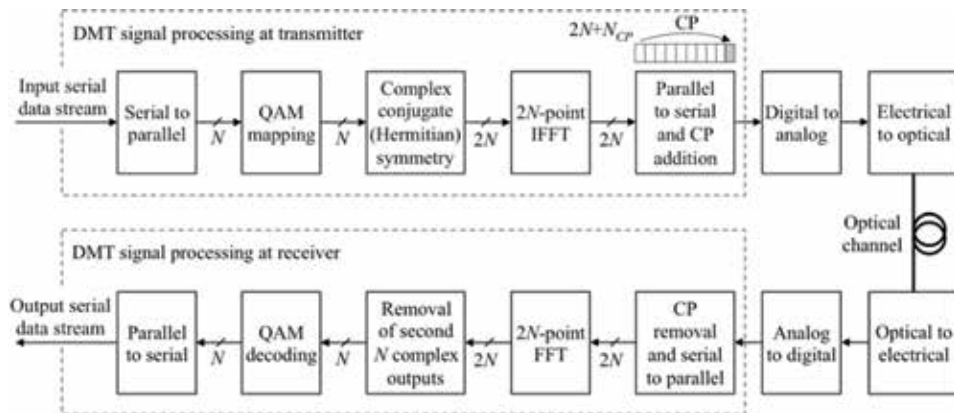 DMT signal processing at transmitter
2N+N_CP
CP
Input serial
data stream
Serial to
parallel
N
QAM
mapping
N
Complex
conjugate
(Hermitian)
symmetry
2N
2N-point
IFFT
2N
Parallel
to serial
and CP
addition
Digital to
analog
Electrical
to optical
Optical
channel
DMT signal processing at receiver
Output serial
data stream
Parallel
to serial
N
QAM
decoding
N
Removal
of second
N complex
outputs
2N
2N-point
FFT
2N
CP
removal
and serial
to parallel
Analog
to digital
Optical to
electrical